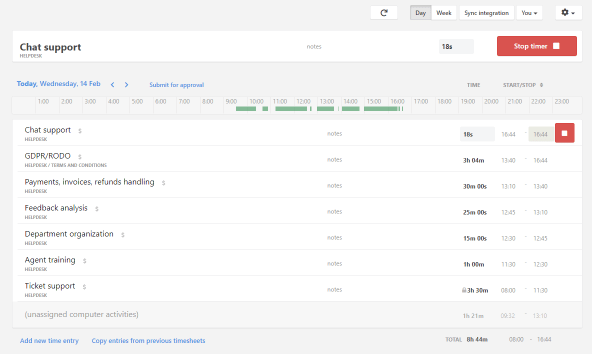 Day Week Sync integration You
Chat support notes 18s Stop timer
HELPDESK
Today, Wednesday, 14 Feb Submit for approval TIME START/STOP
1:00 2:00 3:00 4:00 5:00 6:00 7:00 8:00 9:00 10:00 11:00 12:00 13:00 14:00 15:00 16:00 17:00 18:00 19:00 20:00 21:00 22:00 23:00
Chat support $ notes 18s 16:44 - 16:44
HELPDESK
GDPR/RODO $ notes 3h 04m 13:40 - 16:44
HELPDESK / TERMS AND CONDITIONS
Payments, invoices, refunds handling $ notes 30m 00s 13:10 - 13:40
HELPDESK
Feedback analysis $ notes 25m 00s 12:45 - 13:10
HELPDESK
Department organization $ notes 15m 00s 12:30 - 12:45
HELPDESK
Agent training $ notes 1h 00m 11:30 - 12:30
HELPDESK
Ticket support $ notes 3h 30m 08:00 - 11:30
HELPDESK
(unassigned computer activities) 1h 21m 09:32 - 13:10
Add new time entry Copy entries from previous timesheets TOTAL 8h 44m 08:00 - 16:44